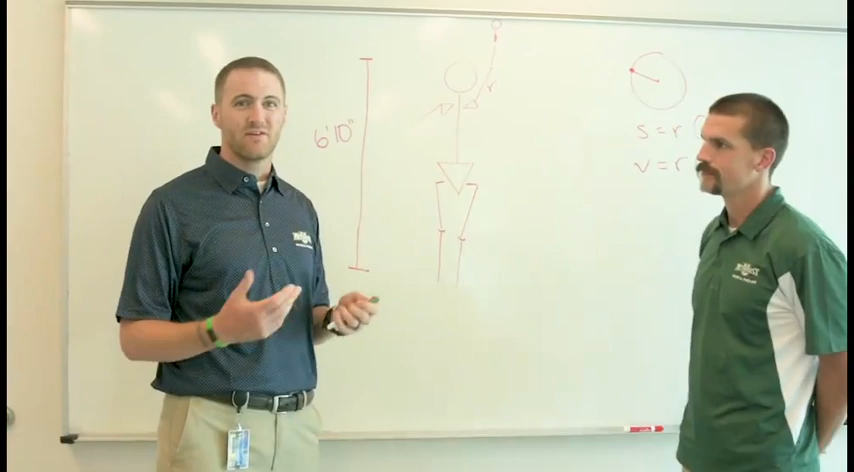 6'10"
r
s = r
v = r